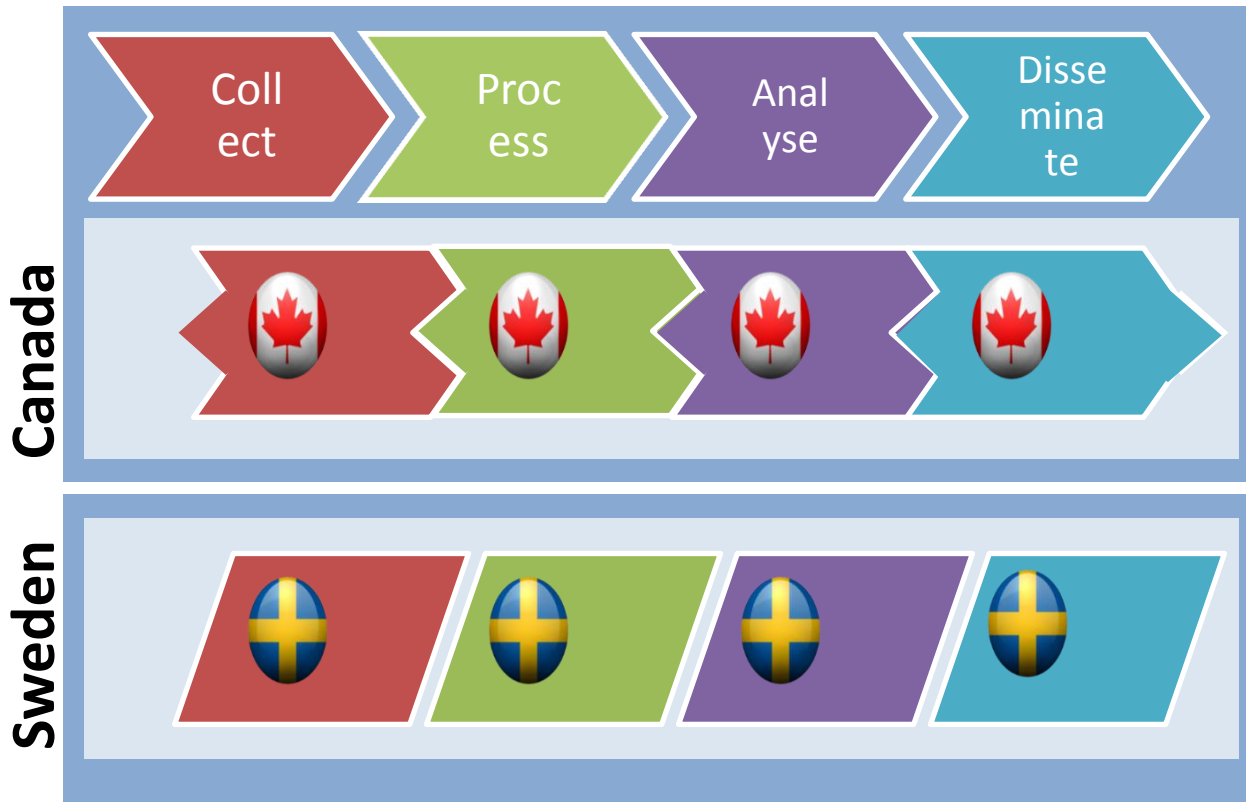 Coll
ect
Proc
ess
Anal
yse
Disse
mina
te
Canada
Sweden